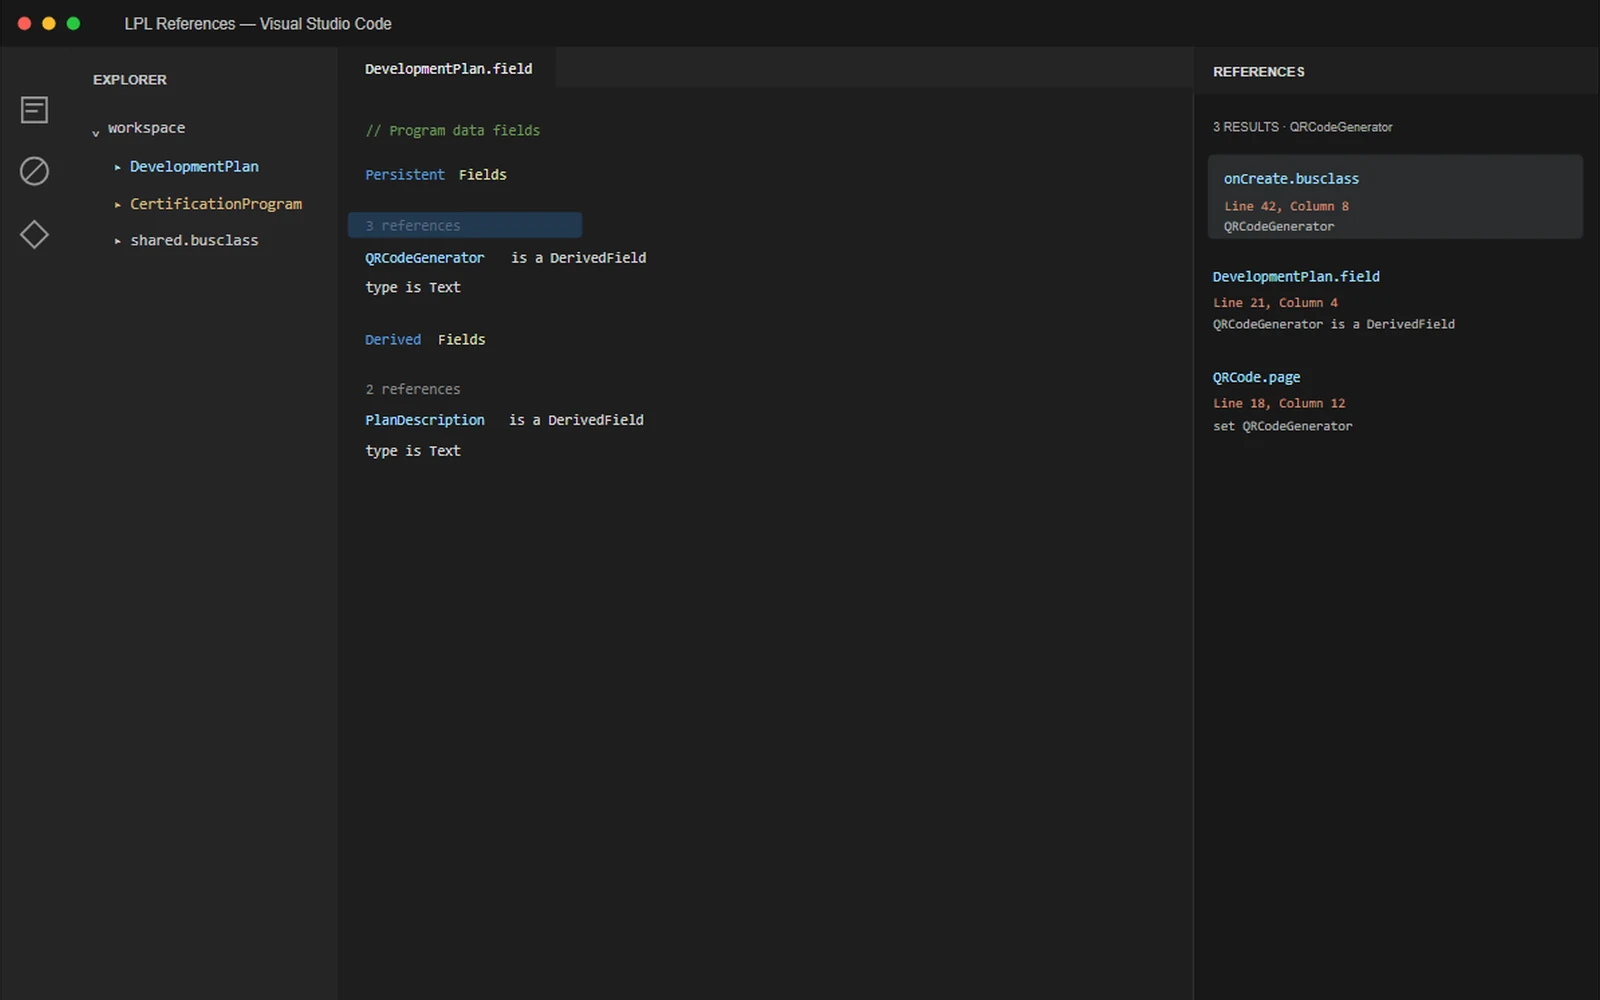 LPL References — Visual Studio Code
EXPLORER
workspace
DevelopmentPlan
CertificationProgram
shared.busclass
DevelopmentPlan.field
// Program data fields
Persistent Fields
3 references
QRCodeGenerator is a DerivedField
type is Text
Derived Fields
2 references
PlanDescription is a DerivedField
type is Text
REFERENCES
3 RESULTS · QRCodeGenerator
onCreate.busclass
Line 42, Column 8
QRCodeGenerator
DevelopmentPlan.field
Line 21, Column 4
QRCodeGenerator is a DerivedField
QRCode.page
Line 18, Column 12
set QRCodeGenerator